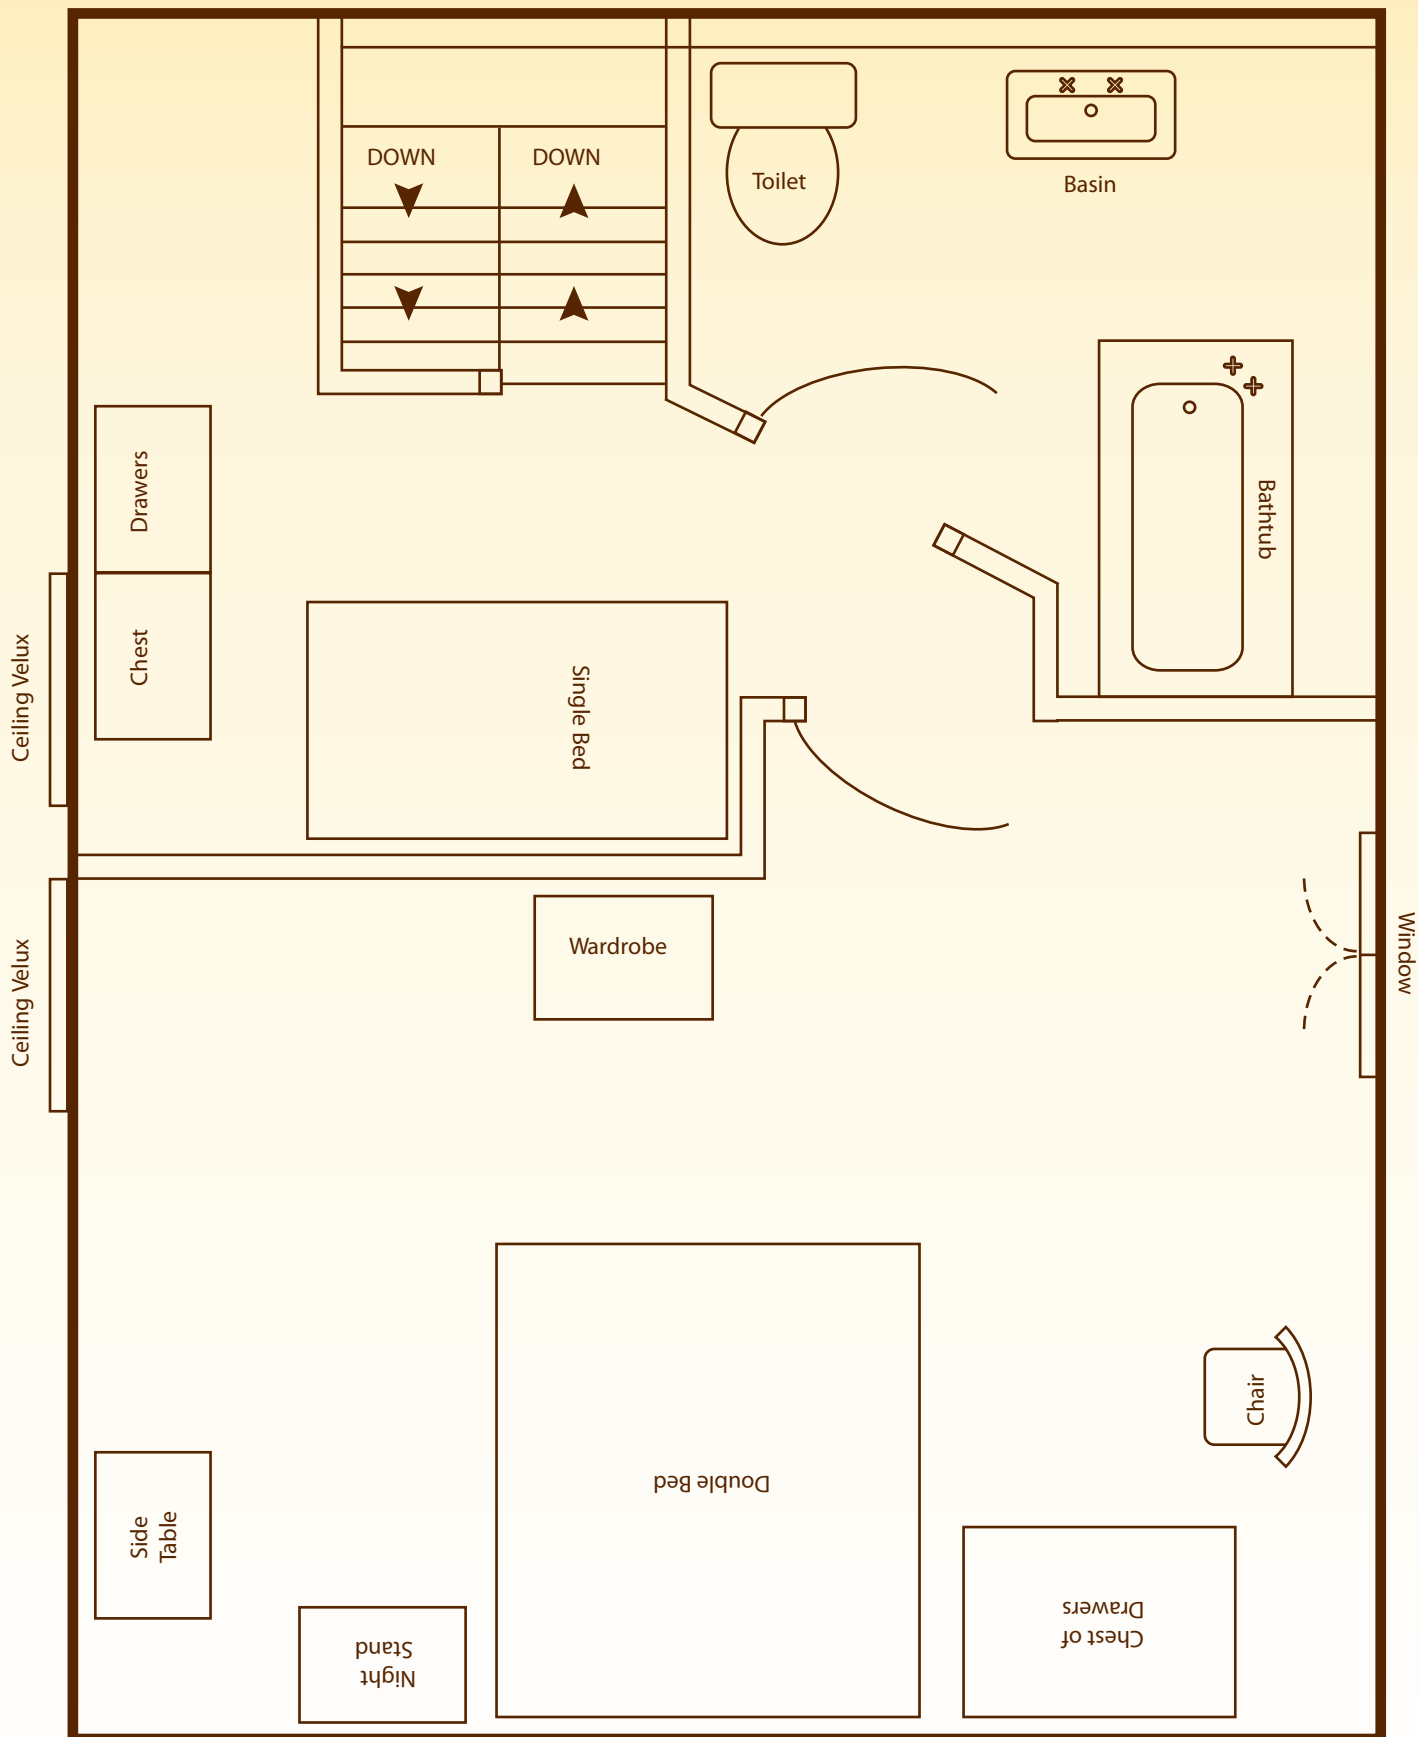 DOWN
DOWN
Toilet
Basin
Drawers
Chest
Bathtub
Ceiling Velux
Single Bed
Ceiling Velux
Wardrobe
Window
Chair
Double Bed
Side
Table
Night
Stand
Chest of
Drawers